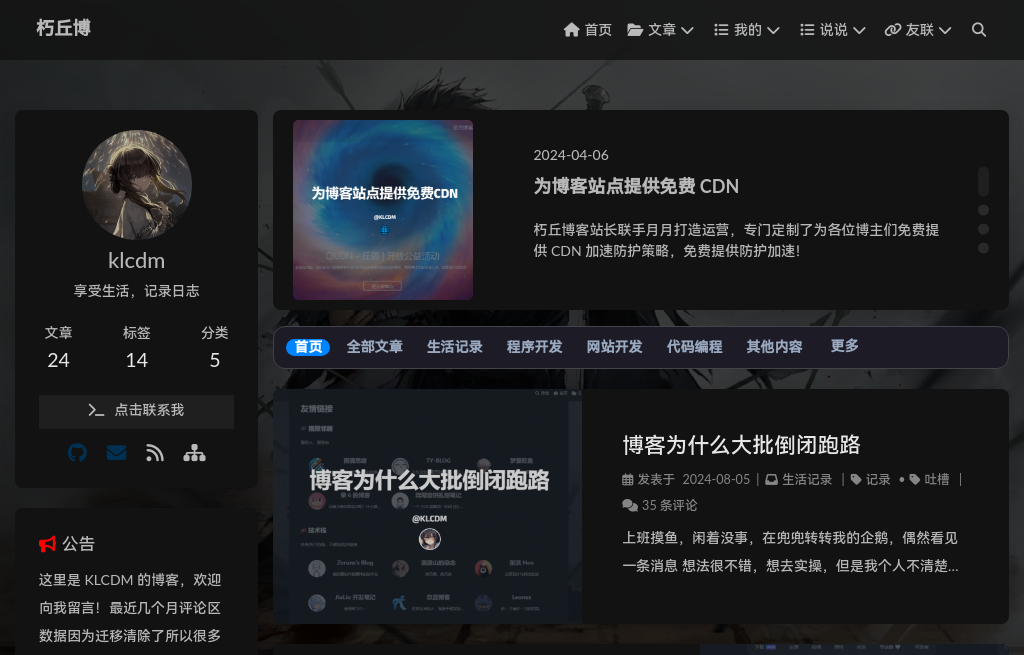 朽丘博
首页 文章 我的 说说 友联
klcdm
享受生活，记录日志
文章 标签 分类
24 14 5
点击联系我
公告
这里是 KLCDM 的博客，欢迎
向我留言！最近几个月评论区
数据因为迁移清除了所以很多
为博客站点提供免费CDN
@KLCDM
2024-04-06
为博客站点提供免费 CDN
朽丘博客站长联手月月打造运营，专门定制了为各位博主们免费提
供 CDN 加速防护策略，免费提供防护加速！
首页 全部文章 生活记录 程序开发 网站开发 代码编程 其他内容 更多
友情链接
TY-BLOG
博客为什么大批倒闭跑路
@KLCDM
技术栈
博客为什么大批倒闭跑路
发表于 2024-08-05 | 生活记录 | 记录 • 吐槽 |
35 条评论
上班摸鱼，闲着没事，在兜兜转转我的企鹅，偶然看见
一条消息 想法很不错，想去实操，但是我个人不清楚...